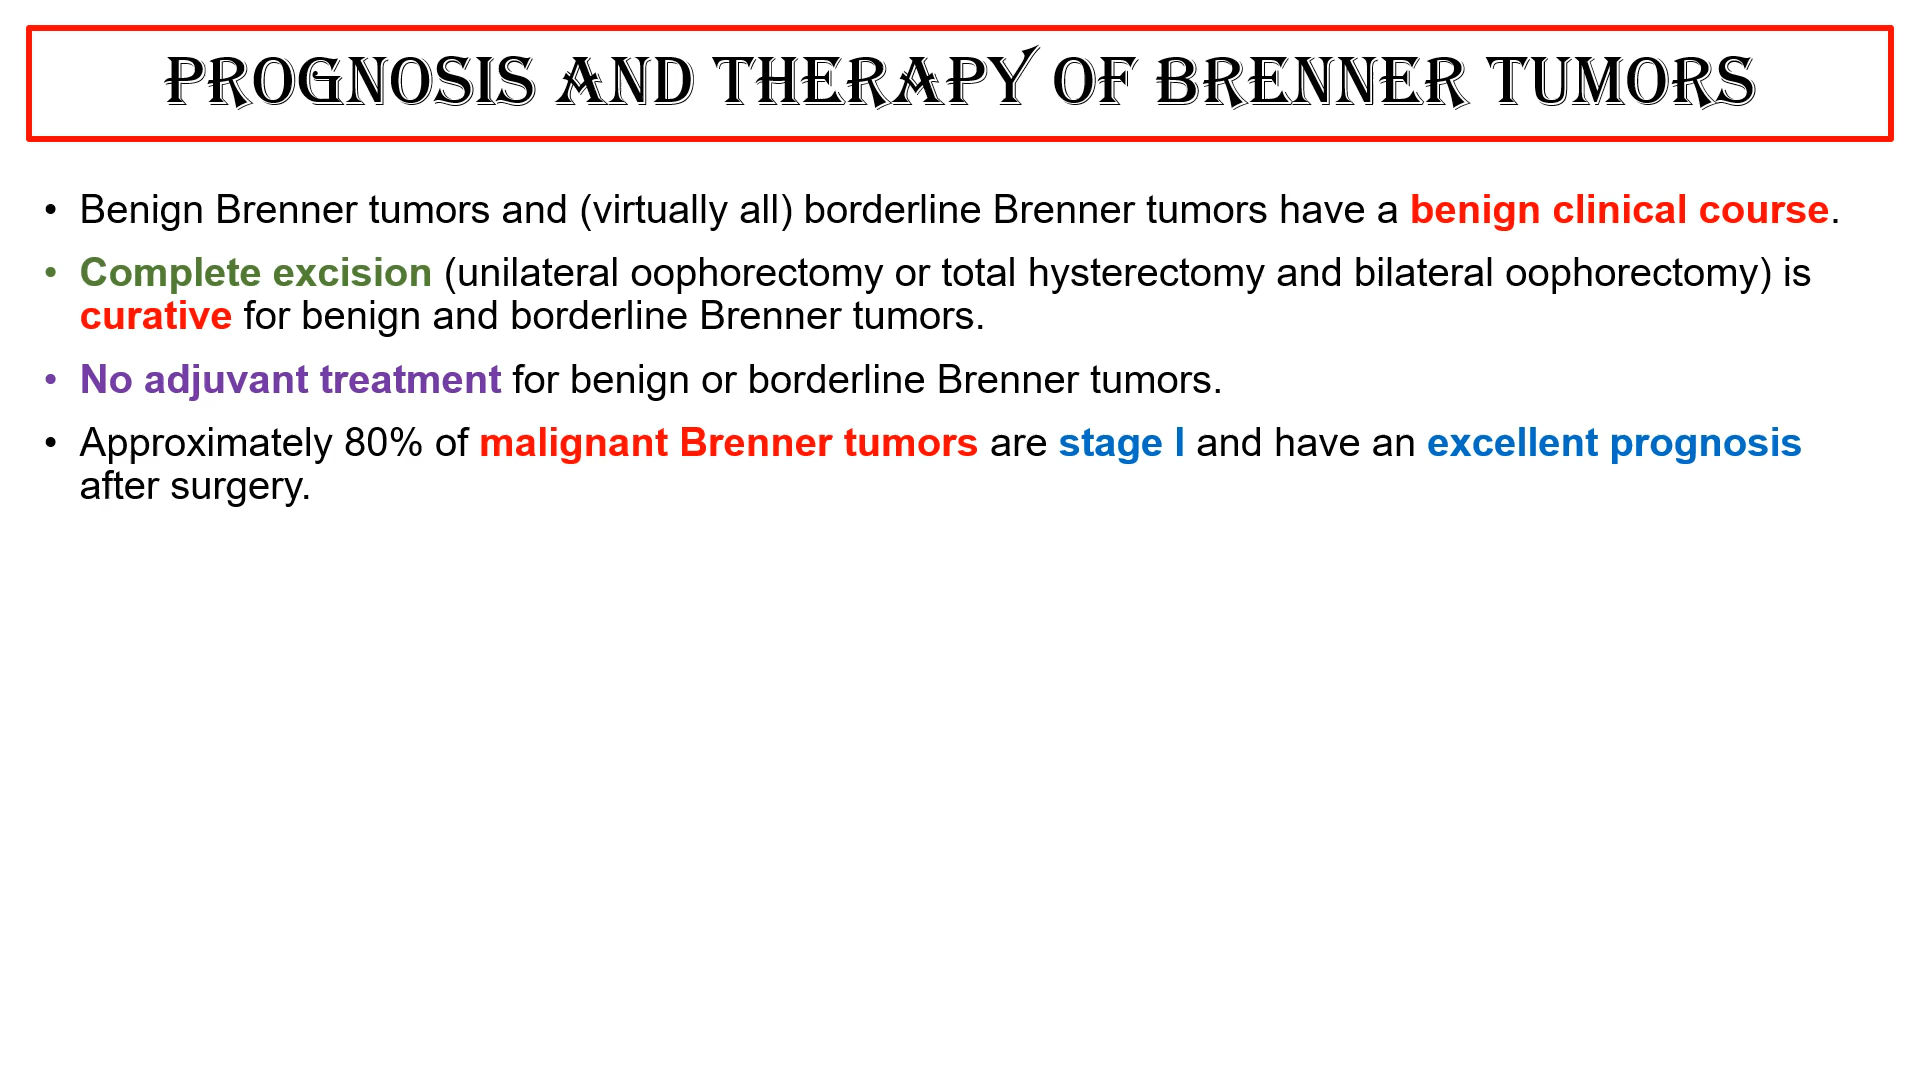 PROGNOSIS AND THERAPY OF BRENNER TUMORS
• Benign Brenner tumors and (virtually all) borderline Brenner tumors have a benign clinical course.
• Complete excision (unilateral oophorectomy or total hysterectomy and bilateral oophorectomy) is
curative for benign and borderline Brenner tumors.
• No adjuvant treatment for benign or borderline Brenner tumors.
• Approximately 80% of malignant Brenner tumors are stage I and have an excellent prognosis
after surgery.